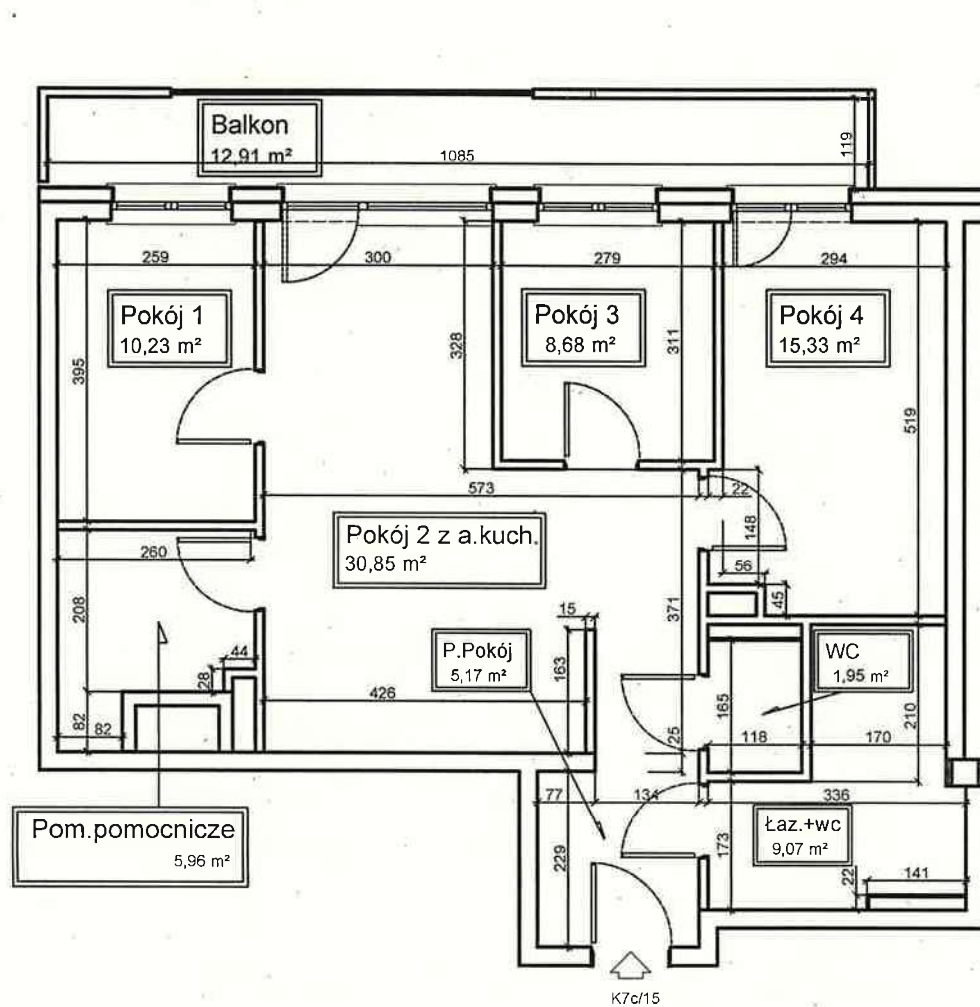 Balkon
12,91 m²
1085
119
259
300
279
294
Pokój 1
10,23 m²
Pokój 3
8,68 m²
Pokój 4
15,33 m²
395
328
311
519
573
22
148
Pokój 2 z a.kuch.
30,85 m²
260
56
45
208
15
371
P.Pokój
5,17 m²
WC
1,95 m²
44
28
163
426
165
210
82
82
25
118
170
77
134
336
Pom.pomocnicze
5,96 m²
Łaz.+wc
9,07 m²
229
173
22
141
K7c/15